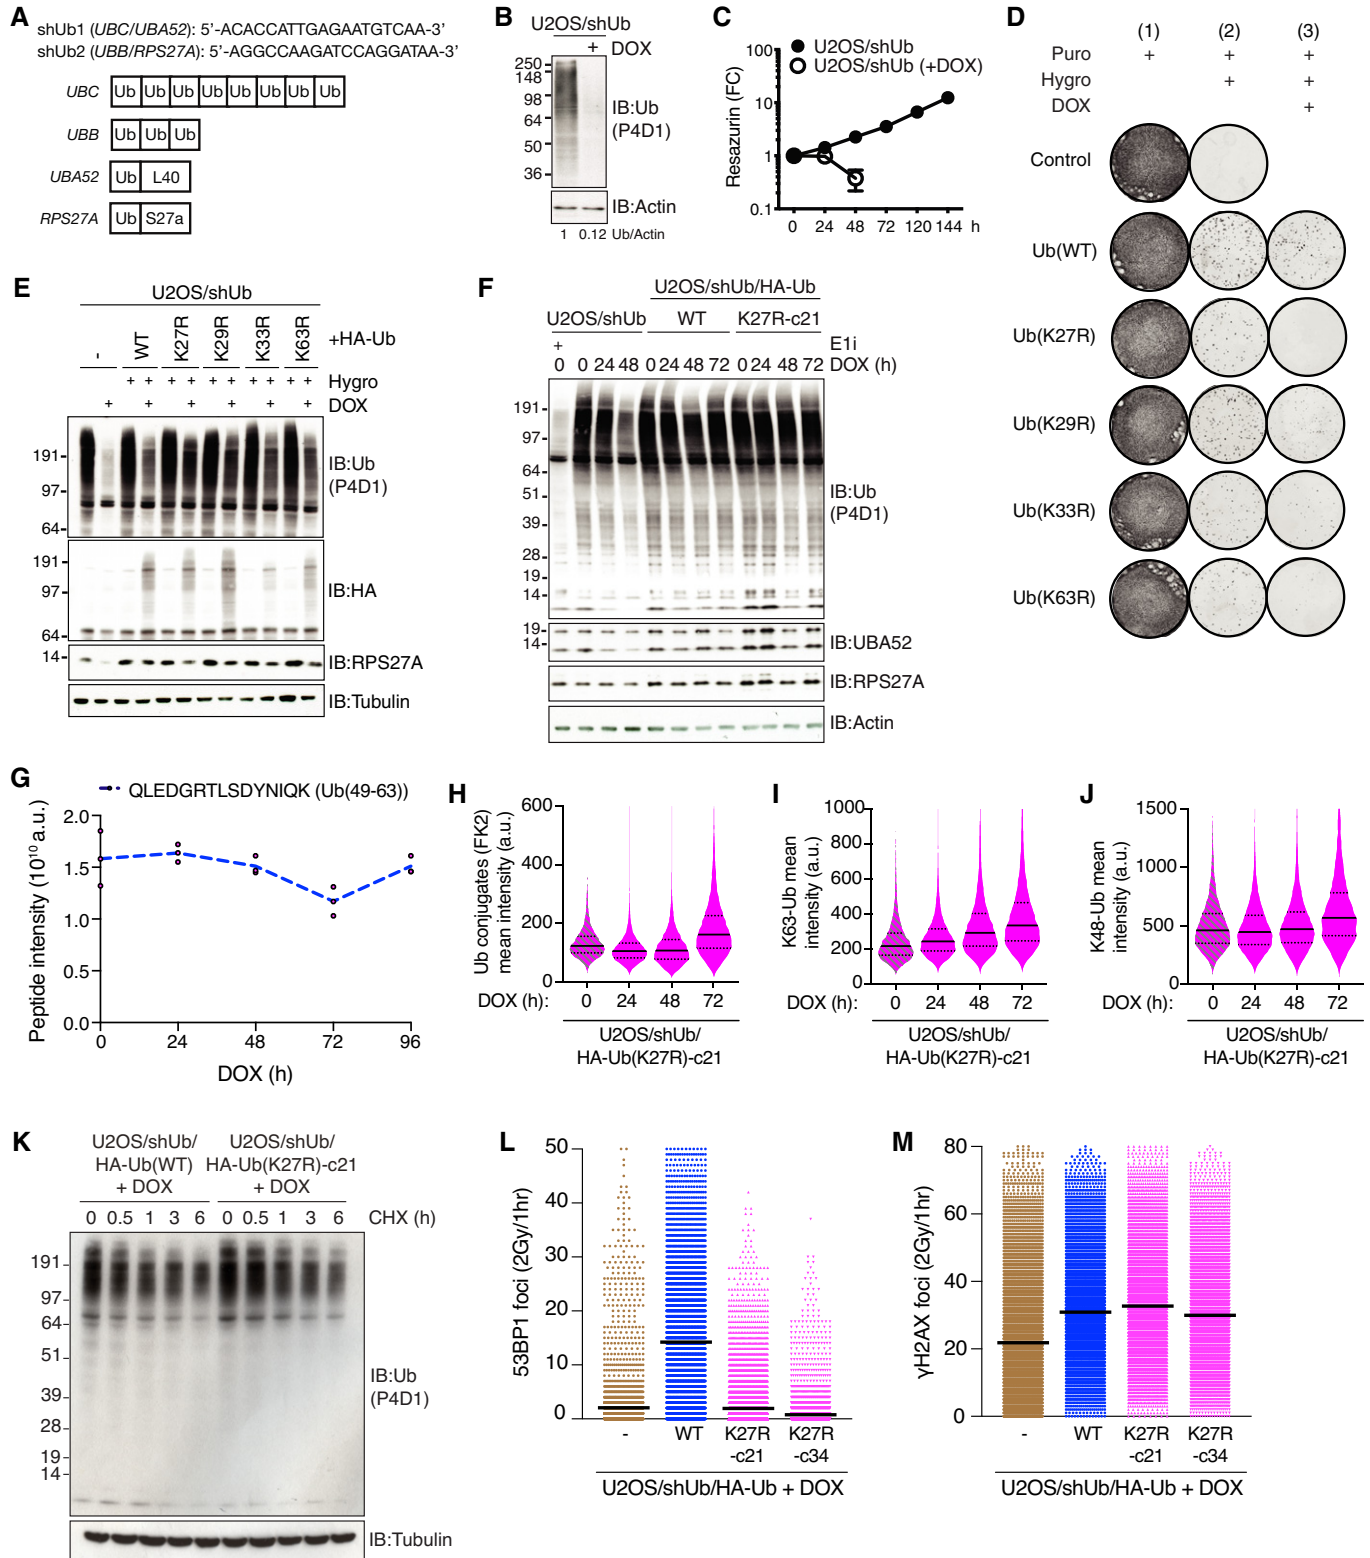 A
shUb1 (UBC/UBA52): 5’-ACACCATTGAGAATGTCAA-3’
shUb2 (UBB/RPS27A): 5’-AGGCCAAGATCCAGGATAA-3’
UBC Ub Ub Ub Ub Ub Ub Ub Ub
UBB Ub Ub Ub
UBA52 Ub L40
RPS27A Ub S27a
B
U2OS/shUb
+ DOX
250
148
98
64
50
36
IB:Ub
(P4D1)
IB:Actin
1 0.12 Ub/Actin
C
U2OS/shUb
U2OS/shUb (+DOX)
Resazurin (FC)
100
10
1
0.1
0 24 48 72 120 144 h
D
(1) (2) (3)
Puro + + +
Hygro + +
DOX +
Control
Ub(WT)
Ub(K27R)
Ub(K29R)
Ub(K33R)
Ub(K63R)
E
U2OS/shUb
- WT K27R K29R K33R K63R +HA-Ub
+ + + + + + + + + + Hygro
+ + + + + + DOX
191
97
64
IB:Ub
(P4D1)
191
97
64
IB:HA
14
IB:RPS27A
IB:Tubulin
F
U2OS/shUb/HA-Ub
U2OS/shUb WT K27R-c21
+ E1i
0 0 24 48 0 24 48 72 0 24 48 72 DOX (h)
191
97
64
51
39
28
19
14
IB:Ub
(P4D1)
19
14
IB:UBA52
IB:RPS27A
IB:Actin
G
QLEDGRTLSDYNIQK (Ub(49-63))
Peptide intensity (10¹⁰ a.u.)
2.0
1.5
1.0
0.5
0.0
0 24 48 72 96
DOX (h)
H
Ub conjugates (FK2)
mean intensity (a.u.)
600
400
200
0
DOX (h): 0 24 48 72
U2OS/shUb/
HA-Ub(K27R)-c21
I
K63-Ub mean
intensity (a.u.)
1000
800
600
400
200
0
DOX (h): 0 24 48 72
U2OS/shUb/
HA-Ub(K27R)-c21
J
K48-Ub mean
intensity (a.u.)
1500
1000
500
0
DOX (h): 0 24 48 72
U2OS/shUb/
HA-Ub(K27R)-c21
K
U2OS/shUb/ U2OS/shUb/
HA-Ub(WT) HA-Ub(K27R)-c21
+ DOX + DOX
0 0.5 1 3 6 0 0.5 1 3 6 CHX (h)
191
97
64
51
39
28
19
14
IB:Ub
(P4D1)
IB:Tubulin
L
53BP1 foci (2Gy/1hr)
50
40
30
20
10
0
- WT K27R K27R
-c21 -c34
U2OS/shUb/HA-Ub + DOX
M
γH2AX foci (2Gy/1hr)
80
60
40
20
0
- WT K27R K27R
-c21 -c34
U2OS/shUb/HA-Ub + DOX